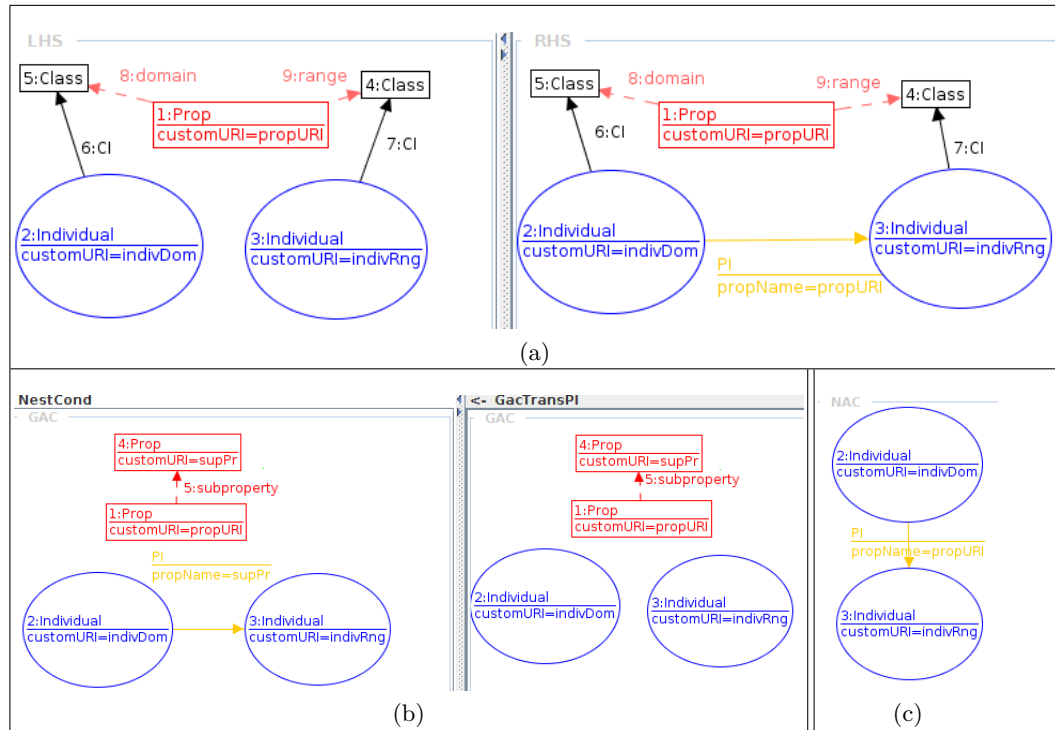 LHS
5:Class
8:domain
9:range
4:Class
1:Prop
customURI=propURI
6:CI
7:CI
2:Individual
customURI=indivDom
3:Individual
customURI=indivRng
RHS
5:Class
8:domain
9:range
4:Class
1:Prop
customURI=propURI
6:CI
7:CI
2:Individual
customURI=indivDom
3:Individual
customURI=indivRng
PI
propName=propURI
(a)
NestCond
GAC
4:Prop
customURI=supPr
5:subproperty
1:Prop
customURI=propURI
PI
propName=supPr
2:Individual
customURI=indivDom
3:Individual
customURI=indivRng
<- GacTransPI
GAC
4:Prop
customURI=supPr
5:subproperty
1:Prop
customURI=propURI
2:Individual
customURI=indivDom
3:Individual
customURI=indivRng
(b)
NAC
2:Individual
customURI=indivDom
PI
propName=propURI
3:Individual
customURI=indivRng
(c)